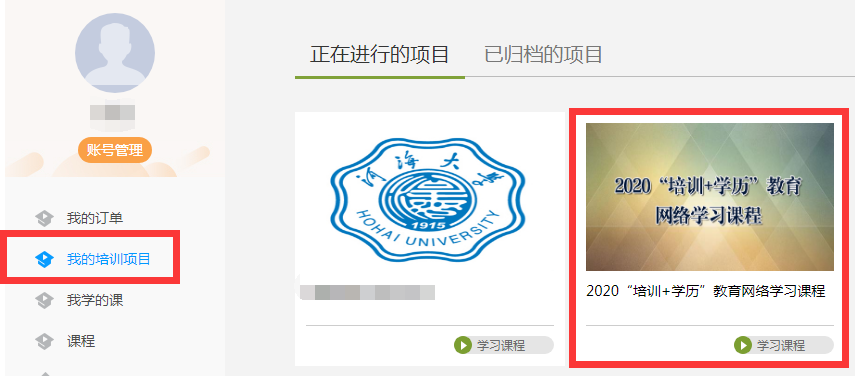 账号管理
我的订单
我的培训项目
我学的课
课程
正在进行的项目 已归档的项目
河海大学
HOHAI UNIVERSITY
1915
学习课程
2020“培训+学历”教育
网络学习课程
2020“培训+学历”教育网络学习课程
学习课程